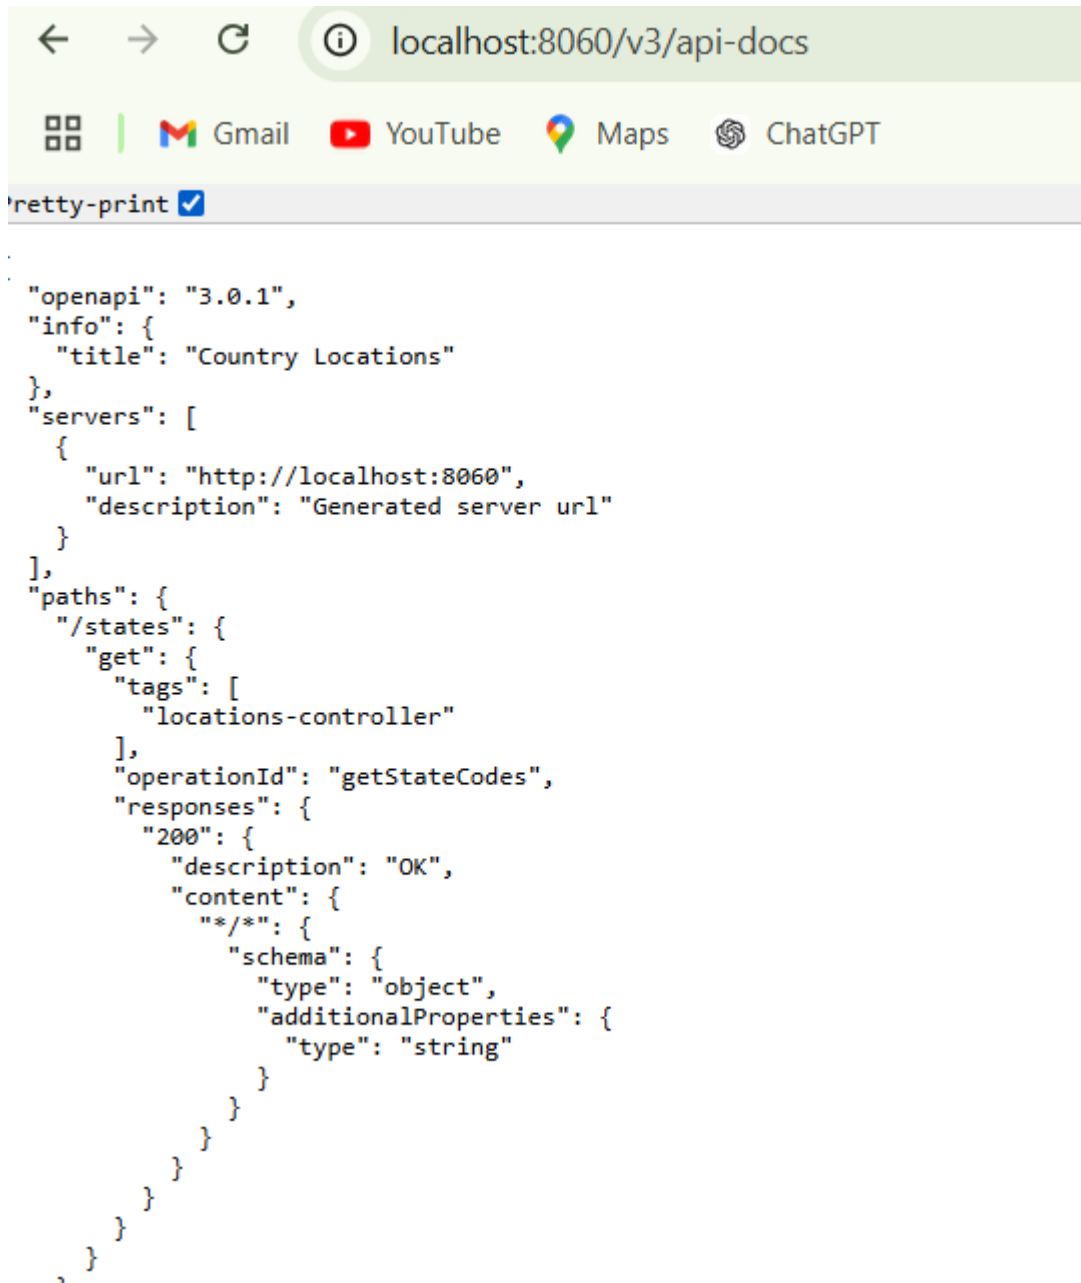 localhost:8060/v3/api-docs
Gmail YouTube Maps ChatGPT
retty-print
"openapi": "3.0.1",
"info": {
"title": "Country Locations"
},
"servers": [
{
"url": "http://localhost:8060",
"description": "Generated server url"
}
],
"paths": {
"/states": {
"get": {
"tags": [
"locations-controller"
],
"operationId": "getStateCodes",
"responses": {
"200": {
"description": "OK",
"content": {
"*/*": {
"schema": {
"type": "object",
"additionalProperties": {
"type": "string"
}
}
}
}
}
}
}